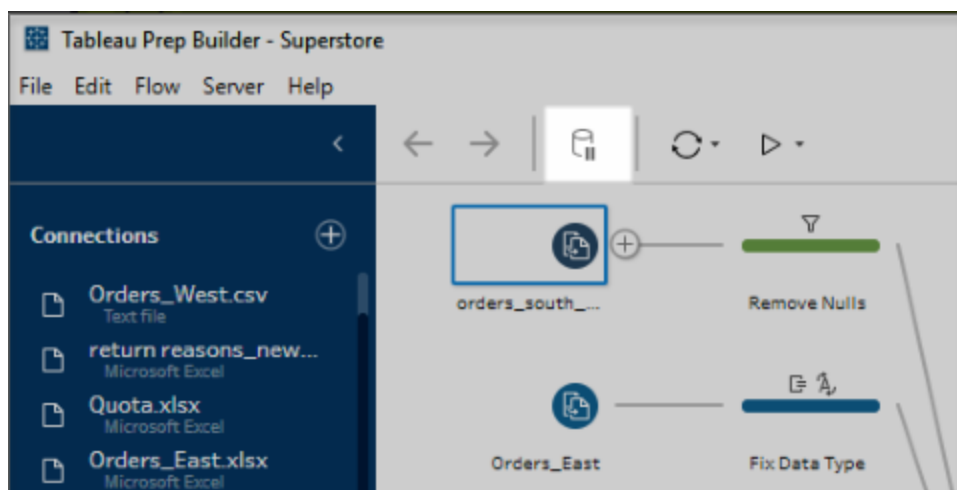 Tableau Prep Builder - Superstore
File Edit Flow Server Help
Connections
Orders_West.csv
Text file
return reasons_new...
Microsoft Excel
Quota.xlsx
Microsoft Excel
Orders_East.xlsx
Microsoft Excel
orders_south_...
Remove Nulls
Orders_East
Fix Data Type